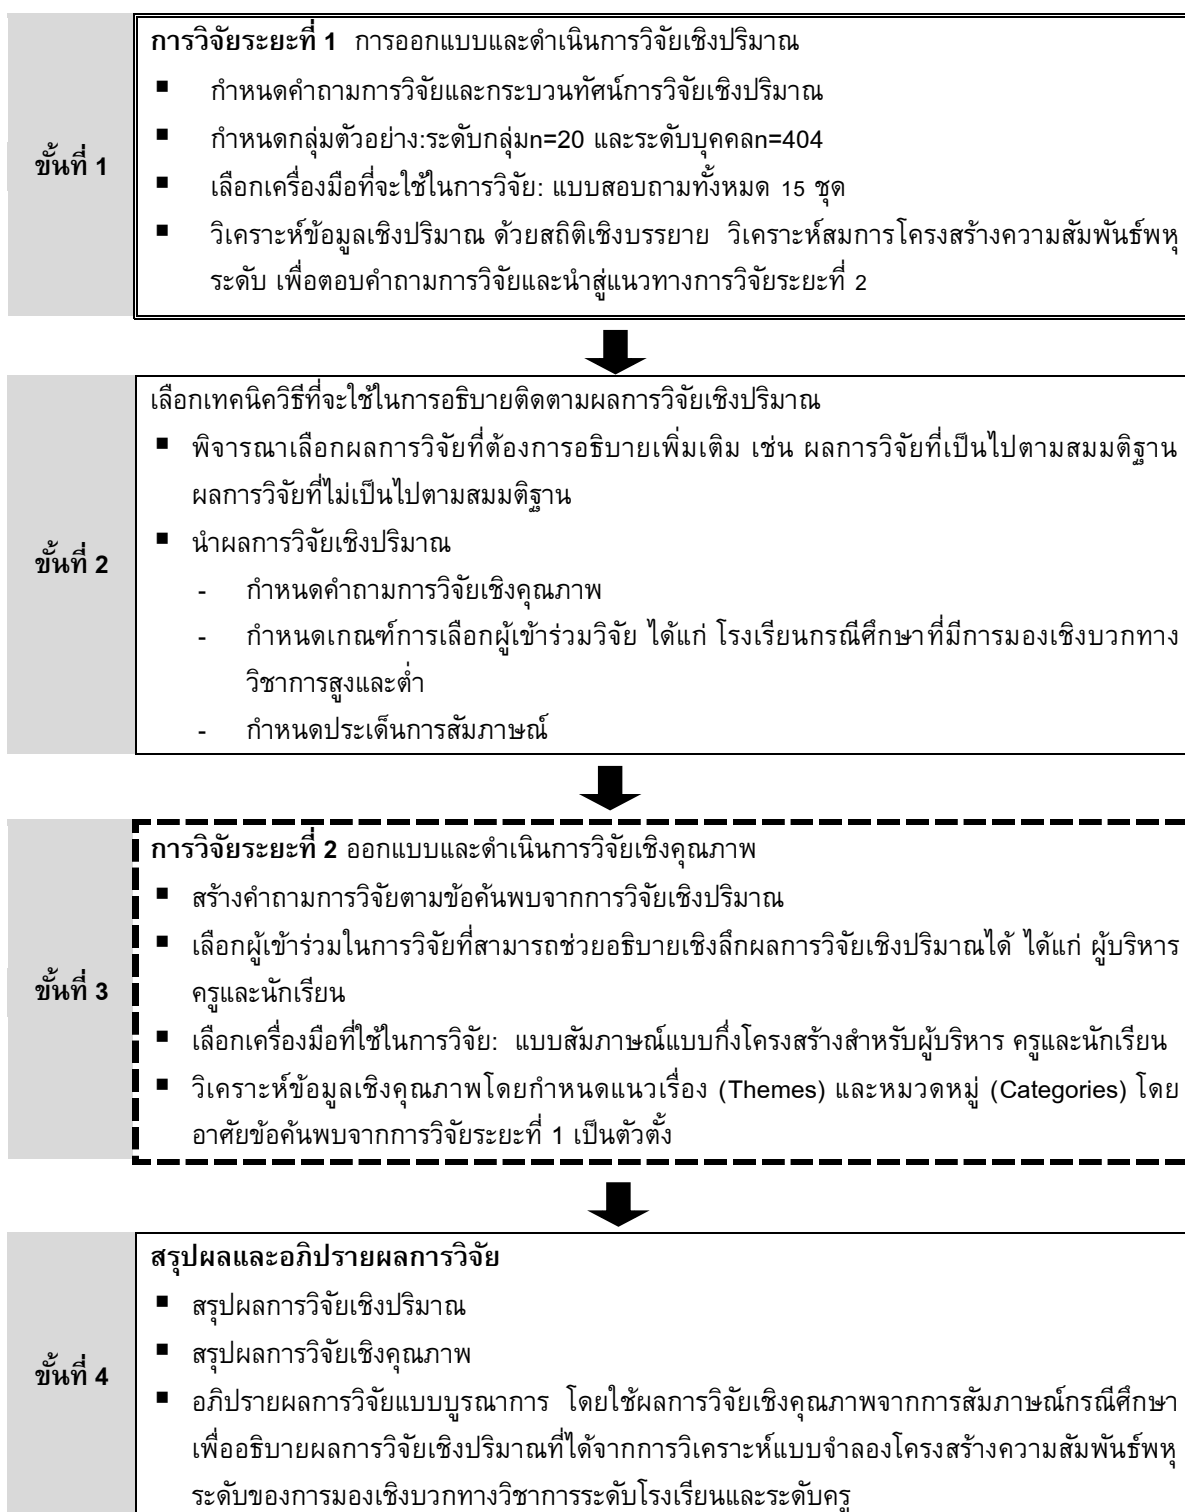 ขั้นที่ 1
การวิจัยระยะที่ 1 การออกแบบและดำเนินการวิจัยเชิงปริมาณ
▪ กำหนดคำถามการวิจัยและกระบวนทัศน์การวิจัยเชิงปริมาณ
▪ กำหนดกลุ่มตัวอย่าง:ระดับกลุ่มn=20 และระดับบุคคลn=404
▪ เลือกเครื่องมือที่จะใช้ในการวิจัย: แบบสอบถามทั้งหมด 15 ชุด
▪ วิเคราะห์ข้อมูลเชิงปริมาณ ด้วยสถิติเชิงบรรยาย วิเคราะห์สมการโครงสร้างความสัมพันธ์พหุ
ระดับ เพื่อตอบคำถามการวิจัยและนำสู่แนวทางการวิจัยระยะที่ 2
ขั้นที่ 2
เลือกเทคนิควิธีที่จะใช้ในการอธิบายติดตามผลการวิจัยเชิงปริมาณ
▪ พิจารณาเลือกผลการวิจัยที่ต้องการอธิบายเพิ่มเติม เช่น ผลการวิจัยที่เป็นไปตามสมมติฐาน
ผลการวิจัยที่ไม่เป็นไปตามสมมติฐาน
▪ นำผลการวิจัยเชิงปริมาณ
- กำหนดคำถามการวิจัยเชิงคุณภาพ
- กำหนดเกณฑ์การเลือกผู้เข้าร่วมวิจัย ได้แก่ โรงเรียนกรณีศึกษาที่มีการมองเชิงบวกทาง
วิชาการสูงและต่ำ
- กำหนดประเด็นการสัมภาษณ์
ขั้นที่ 3
การวิจัยระยะที่ 2 ออกแบบและดำเนินการวิจัยเชิงคุณภาพ
▪ สร้างคำถามการวิจัยตามข้อค้นพบจากการวิจัยเชิงปริมาณ
▪ เลือกผู้เข้าร่วมในการวิจัยที่สามารถช่วยอธิบายเชิงลึกผลการวิจัยเชิงปริมาณได้ ได้แก่ ผู้บริหาร
ครูและนักเรียน
▪ เลือกเครื่องมือที่ใช้ในการวิจัย: แบบสัมภาษณ์แบบกึ่งโครงสร้างสำหรับผู้บริหาร ครูและนักเรียน
▪ วิเคราะห์ข้อมูลเชิงคุณภาพโดยกำหนดแนวเรื่อง (Themes) และหมวดหมู่ (Categories) โดย
อาศัยข้อค้นพบจากการวิจัยระยะที่ 1 เป็นตัวตั้ง
ขั้นที่ 4
สรุปผลและอภิปรายผลการวิจัย
▪ สรุปผลการวิจัยเชิงปริมาณ
▪ สรุปผลการวิจัยเชิงคุณภาพ
▪ อภิปรายผลการวิจัยแบบบูรณาการ โดยใช้ผลการวิจัยเชิงคุณภาพจากการสัมภาษณ์กรณีศึกษา
เพื่ออธิบายผลการวิจัยเชิงปริมาณที่ได้จากการวิเคราะห์แบบจำลองโครงสร้างความสัมพันธ์พหุ
ระดับของการมองเชิงบวกทางวิชาการระดับโรงเรียนและระดับครู